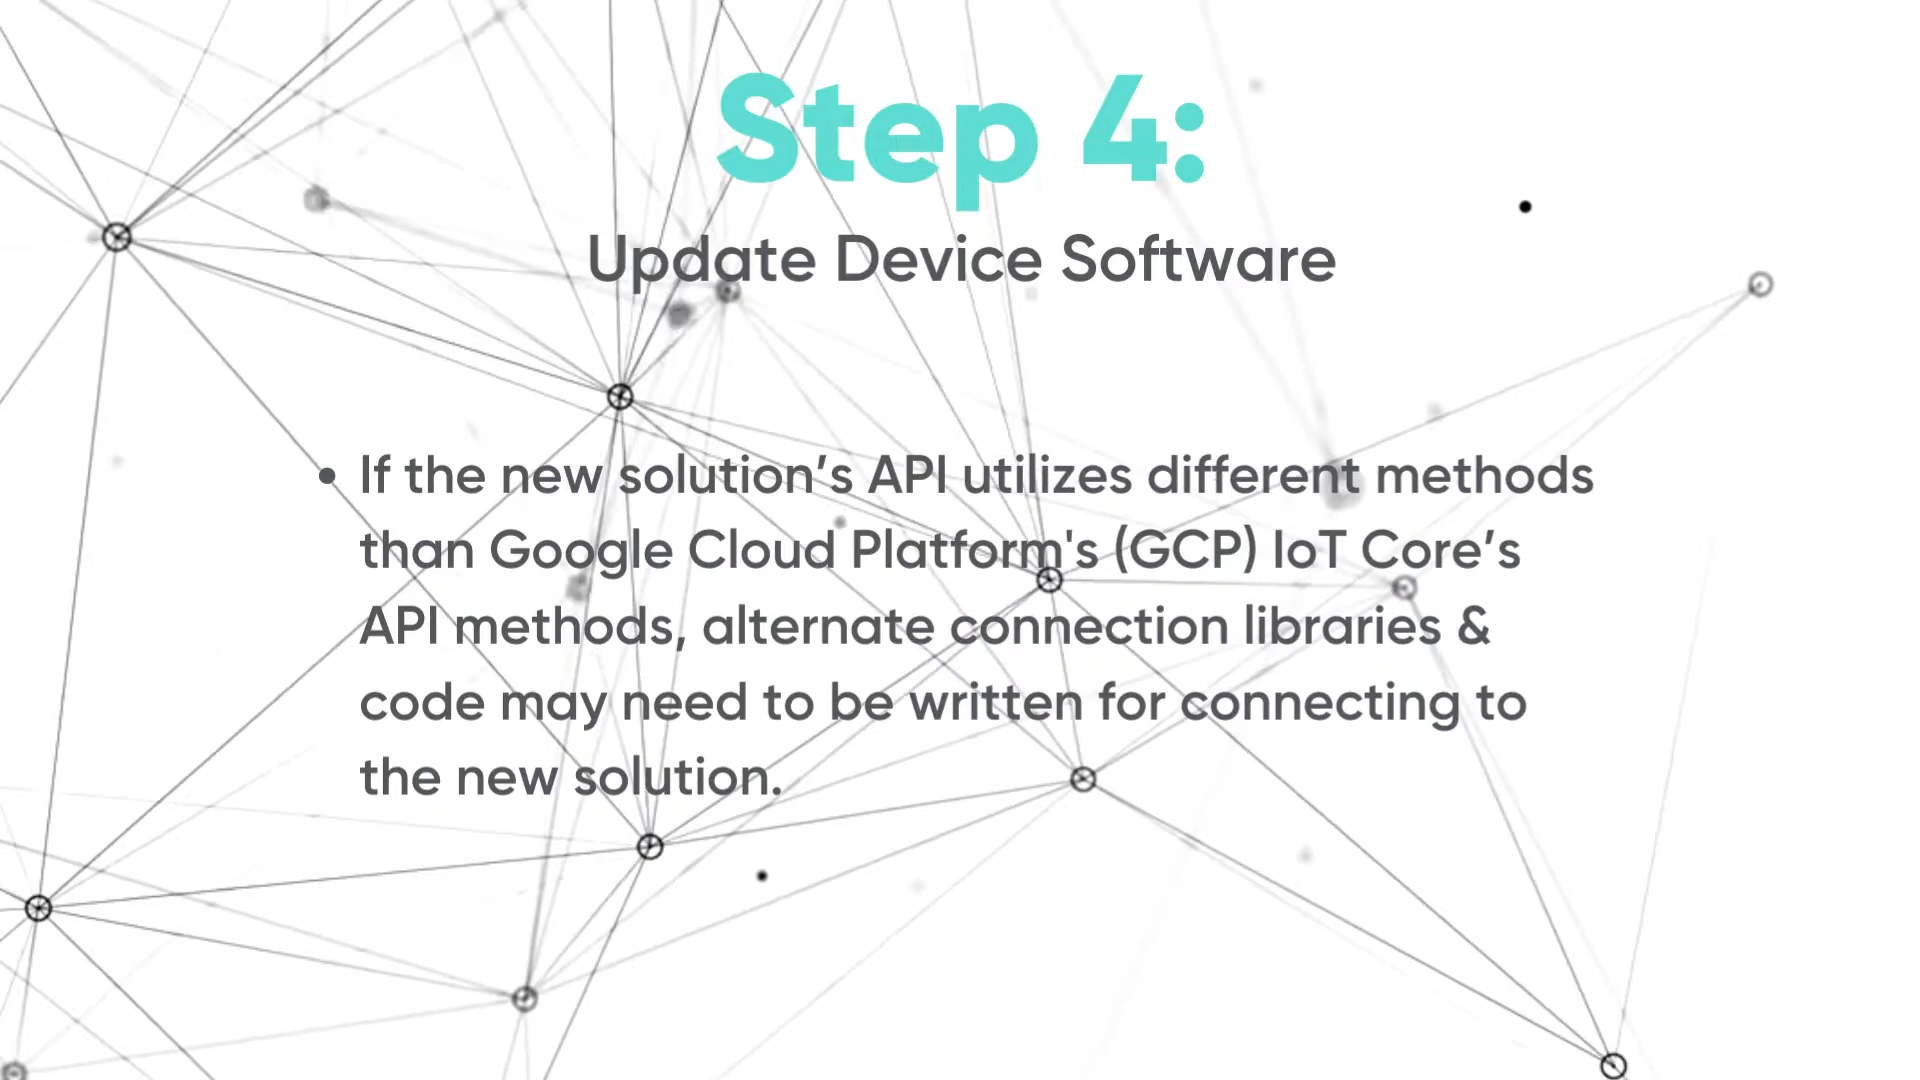 Step 4:
Update Device Software
• If the new solution’s API utilizes different methods
than Google Cloud Platform's (GCP) IoT Core’s
API methods, alternate connection libraries &
code may need to be written for connecting to
the new solution.